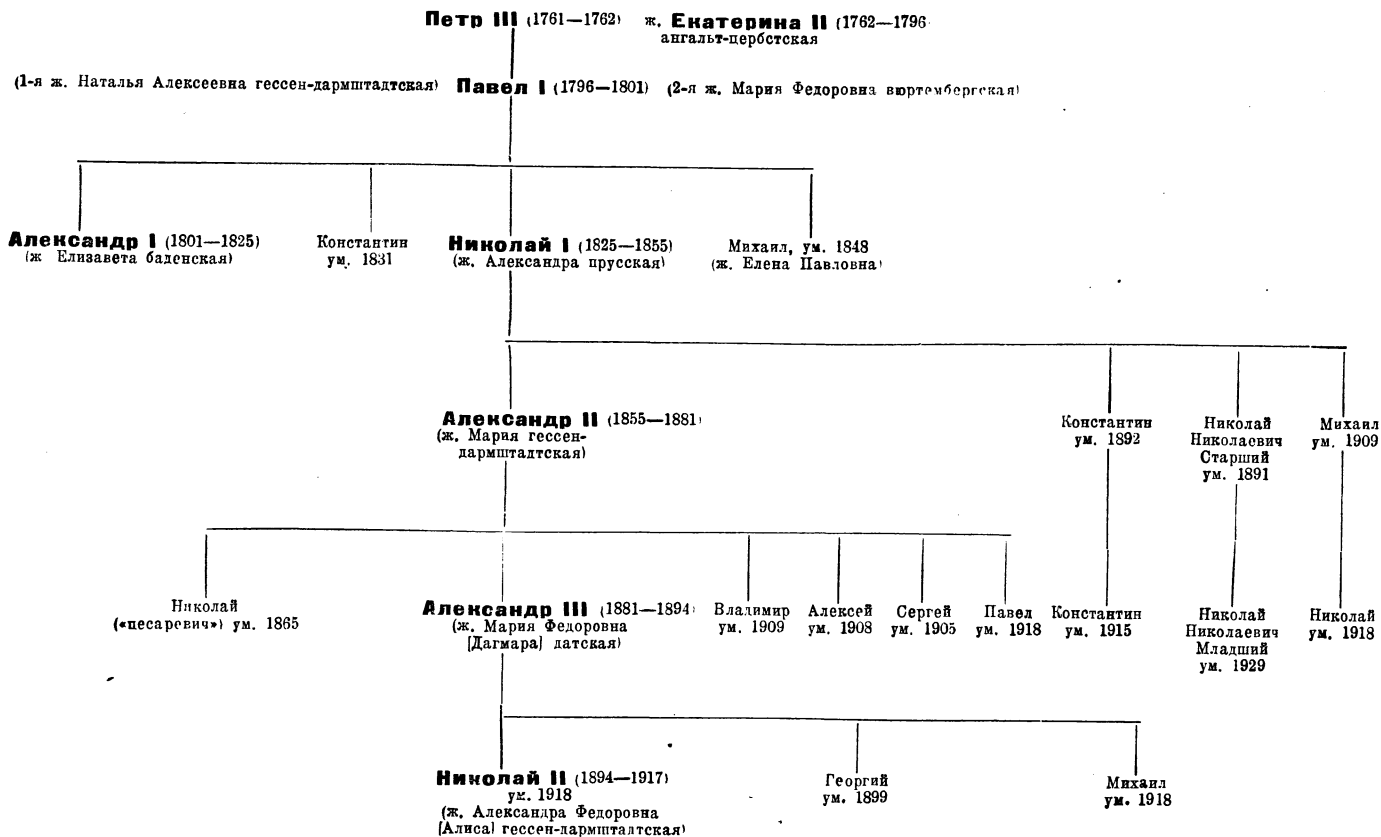 Петр III (1761—1762) ж. Екатерина II (1762—1796
ангальт-цербстская
(1-я ж. Наталья Алексеевна гессен-дармштадтская) Павел I (1796—1801) (2-я ж. Мария Федоровна вюртембергская)
Александр I (1801—1825)
(ж Елизавета баденская)
Константин
ум. 1831
Николай I (1825—1855)
(ж. Александра прусская)
Михаил, ум. 1848
(ж. Елена Павловна)
Александр II (1855—1881)
(ж. Мария гессен-
дармштадтская)
Константин
ум. 1892
Николай
Николаевич
Старший
ум. 1891
Михаил
ум. 1909
Николай
(«цесаревич») ум. 1865
Александр III (1881—1894)
(ж. Мария Федоровна
[Дагмара] датская)
Владимир
ум. 1909
Алексей
ум. 1908
Сергей
ум. 1905
Павел
ум. 1918
Константин
ум. 1915
Николай
Николаевич
Младший
ум. 1929
Николай
ум. 1918
Николай II (1894—1917)
ум. 1918
(ж. Александра Федоровна
[Алиса] гессен-дармштадтская)
Георгий
ум. 1899
Михаил
ум. 1918